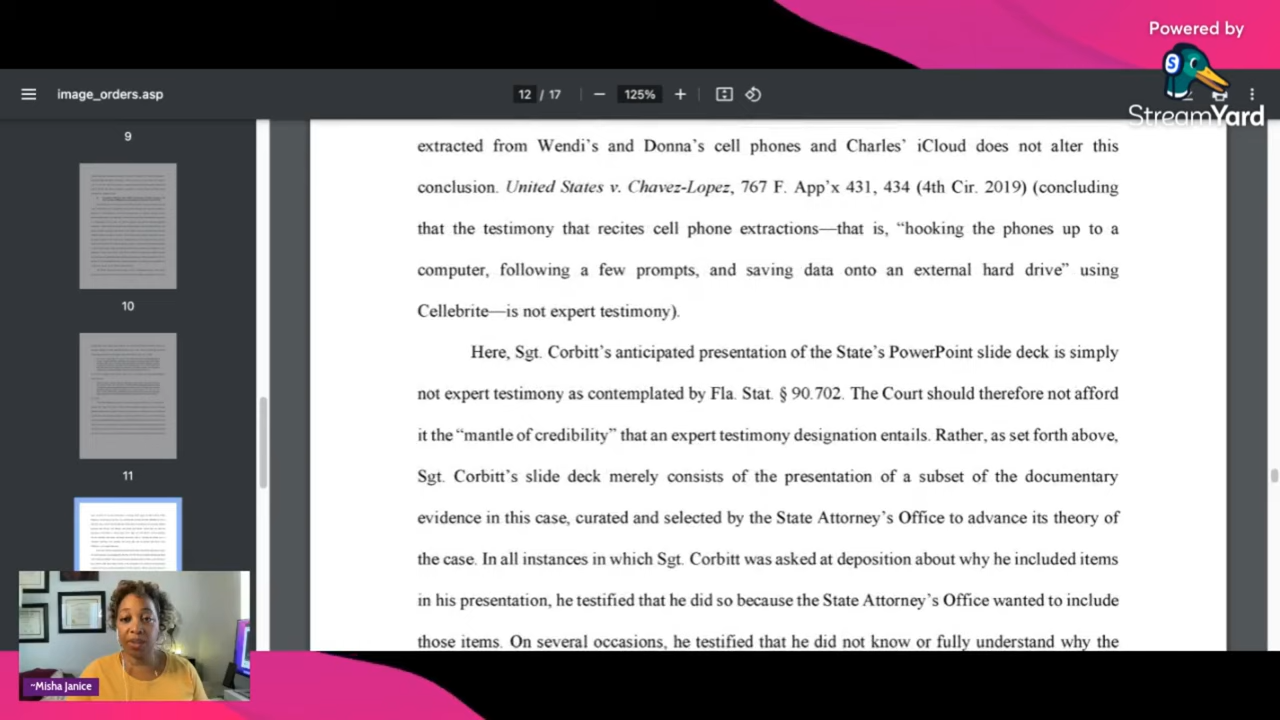 Powered by
StreamYard
image_orders.asp
12 / 17
125%
9
10
11
extracted from Wendi's and Donna's cell phones and Charles' iCloud does not alter this
conclusion. United States v. Chavez-Lopez, 767 F. App'x 431, 434 (4th Cir. 2019) (concluding
that the testimony that recites cell phone extractions—that is, “hooking the phones up to a
computer, following a few prompts, and saving data onto an external hard drive” using
Cellebrite—is not expert testimony).
Here, Sgt. Corbitt's anticipated presentation of the State's PowerPoint slide deck is simply
not expert testimony as contemplated by Fla. Stat. § 90.702. The Court should therefore not afford
it the “mantle of credibility” that an expert testimony designation entails. Rather, as set forth above,
Sgt. Corbitt's slide deck merely consists of the presentation of a subset of the documentary
evidence in this case, curated and selected by the State Attorney's Office to advance its theory of
the case. In all instances in which Sgt. Corbitt was asked at deposition about why he included items
in his presentation, he testified that he did so because the State Attorney's Office wanted to include
those items. On several occasions, he testified that he did not know or fully understand why the
~Misha Janice